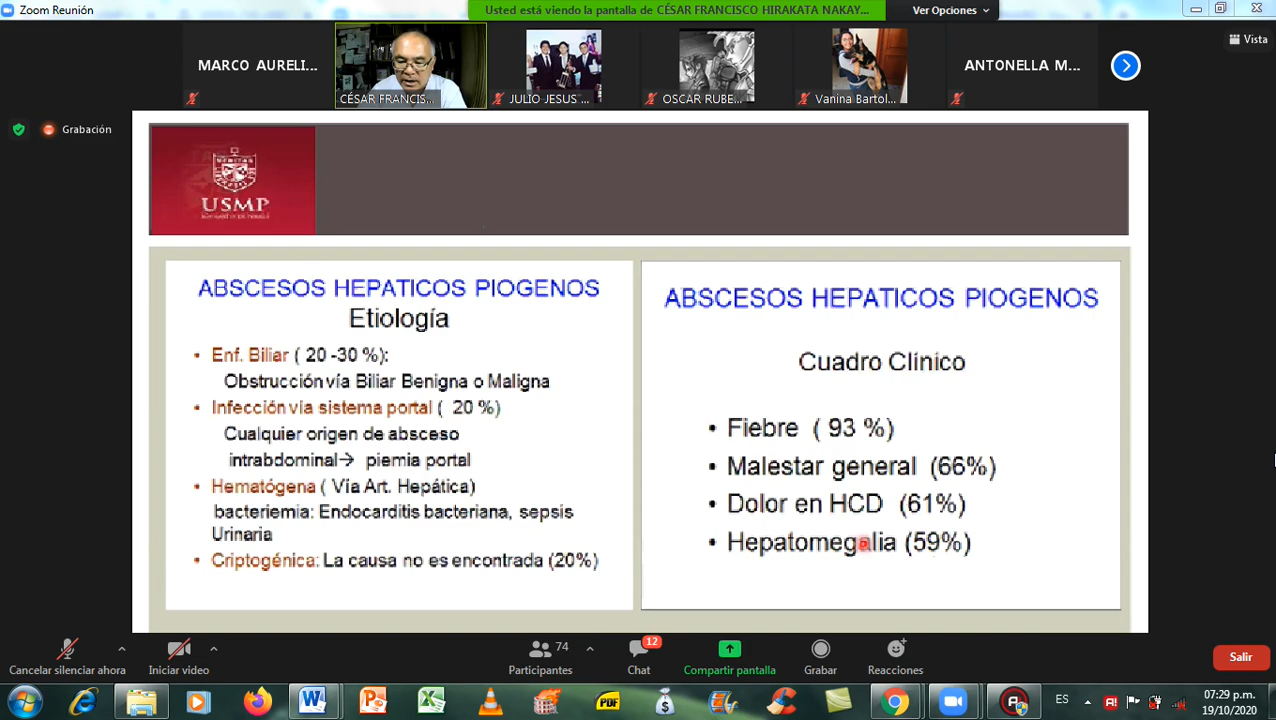 Zoom Reunión
Usted está viendo la pantalla de CÉSAR FRANCISCO HIRAKATA NAKAY...
Ver Opciones
MARCO AURELI...
CÉSAR FRANCIS...
JULIO JESUS ...
OSCAR RUBE...
Vanina Bartol...
ANTONELLA M...
Vista
Grabación
USMP
ABSCESOS HEPATICOS PIOGENOS
Etiología
• Enf. Biliar ( 20 -30 %):
Obstrucción vía Biliar Benigna o Maligna
• Infección vía sistema portal ( 20 %)
Cualquier origen de absceso
intrabdominal→ piemia portal
• Hematógena ( Vía Art. Hepática)
bacteriemia: Endocarditis bacteriana, sepsis
Urinaria
• Criptogénica: La causa no es encontrada (20%)
ABSCESOS HEPATICOS PIOGENOS
Cuadro Clínico
• Fiebre ( 93 %)
• Malestar general (66%)
• Dolor en HCD (61%)
• Hepatomegalia (59%)
Cancelar silenciar ahora
Iniciar video
74
Participantes
12
Chat
Compartir pantalla
Grabar
Reacciones
Salir
PDF
ES
07:29 p.m.
19/10/2020